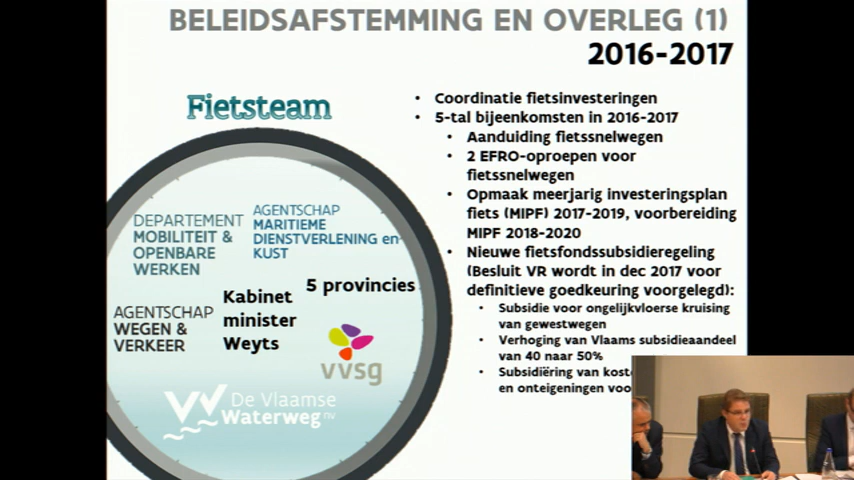 BELEIDSAFSTEMMING EN OVERLEG (1)
2016-2017
Fietsteam
DEPARTEMENT
MOBILITEIT &
OPENBARE
WERKEN
AGENTSCHAP
MARITIEME
DIENSTVERLENING en
KUST
AGENTSCHAP
WEGEN &
VERKEER
Kabinet
minister
Weyts
5 provincies
vvsg
De Vlaamse
Waterweg nv
• Coordinatie fietsinvesteringen
• 5-tal bijeenkomsten in 2016-2017
• Aanduiding fietssnelwegen
• 2 EFRO-oproepen voor
fietssnelwegen
• Opmaak meerjarig investeringsplan
fiets (MIPF) 2017-2019, voorbereiding
MIPF 2018-2020
• Nieuwe fietsfondssubsidieregeling
(Besluit VR wordt in dec 2017 voor
definitieve goedkeuring voorgelegd):
• Subsidie voor ongelijkvloerse kruising
van gewestwegen
• Verhoging van Vlaams subsidieaandeel
van 40 naar 50%
• Subsidiëring van
en onteigeningen